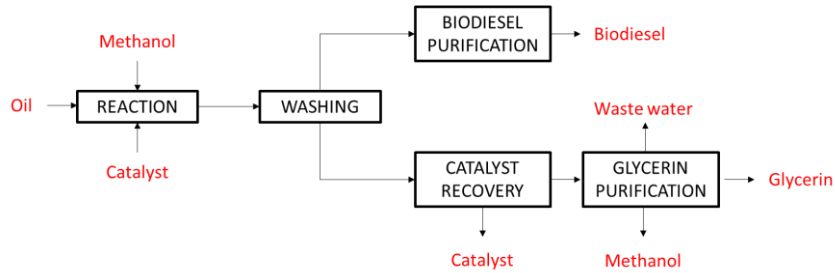 BIODIESEL
PURIFICATION
Biodiesel
Methanol
Oil
REACTION
WASHING
Catalyst
Waste water
CATALYST
RECOVERY
GLYCERIN
PURIFICATION
Glycerin
Catalyst
Methanol